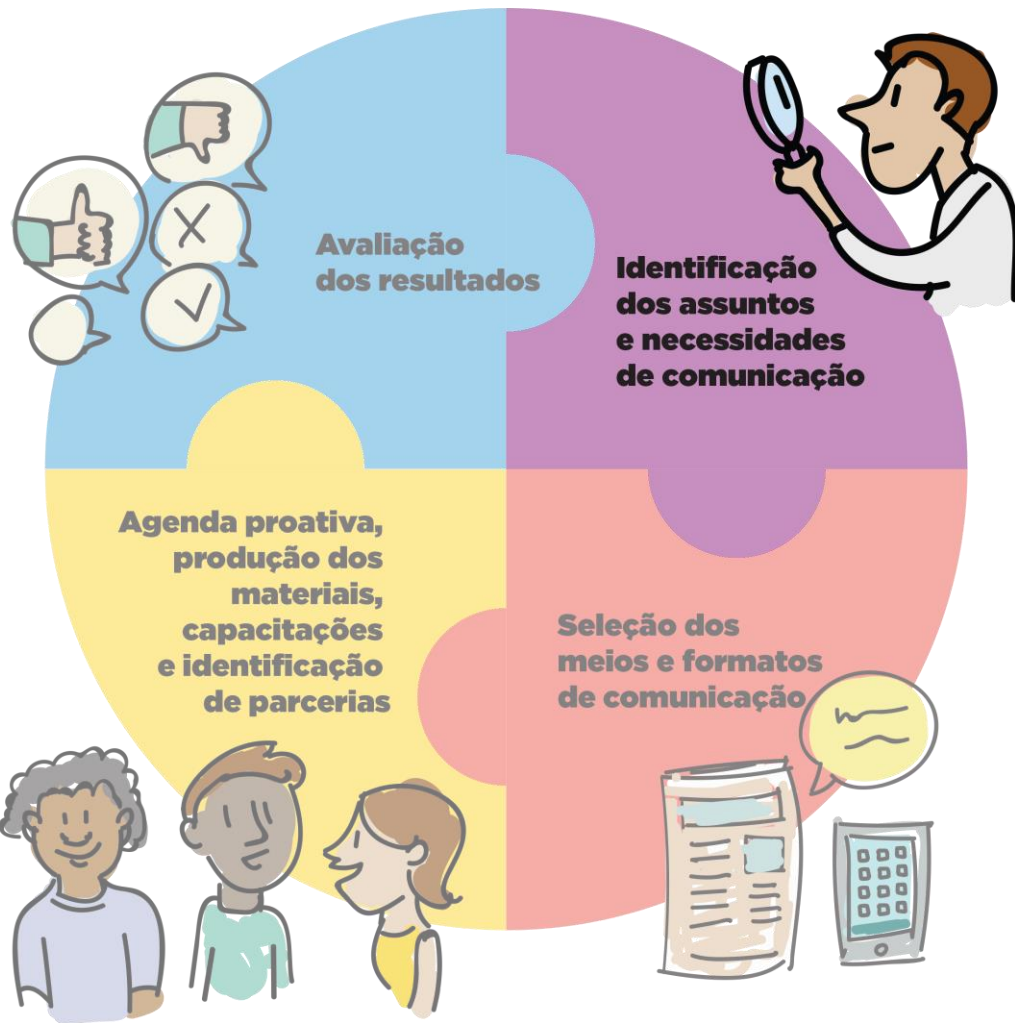 Avaliação
dos resultados
Identificação
dos assuntos
e necessidades
de comunicação
Agenda proativa,
produção dos
materiais,
capacitações
e identificação
de parcerias
Seleção dos
meios e formatos
de comunicação